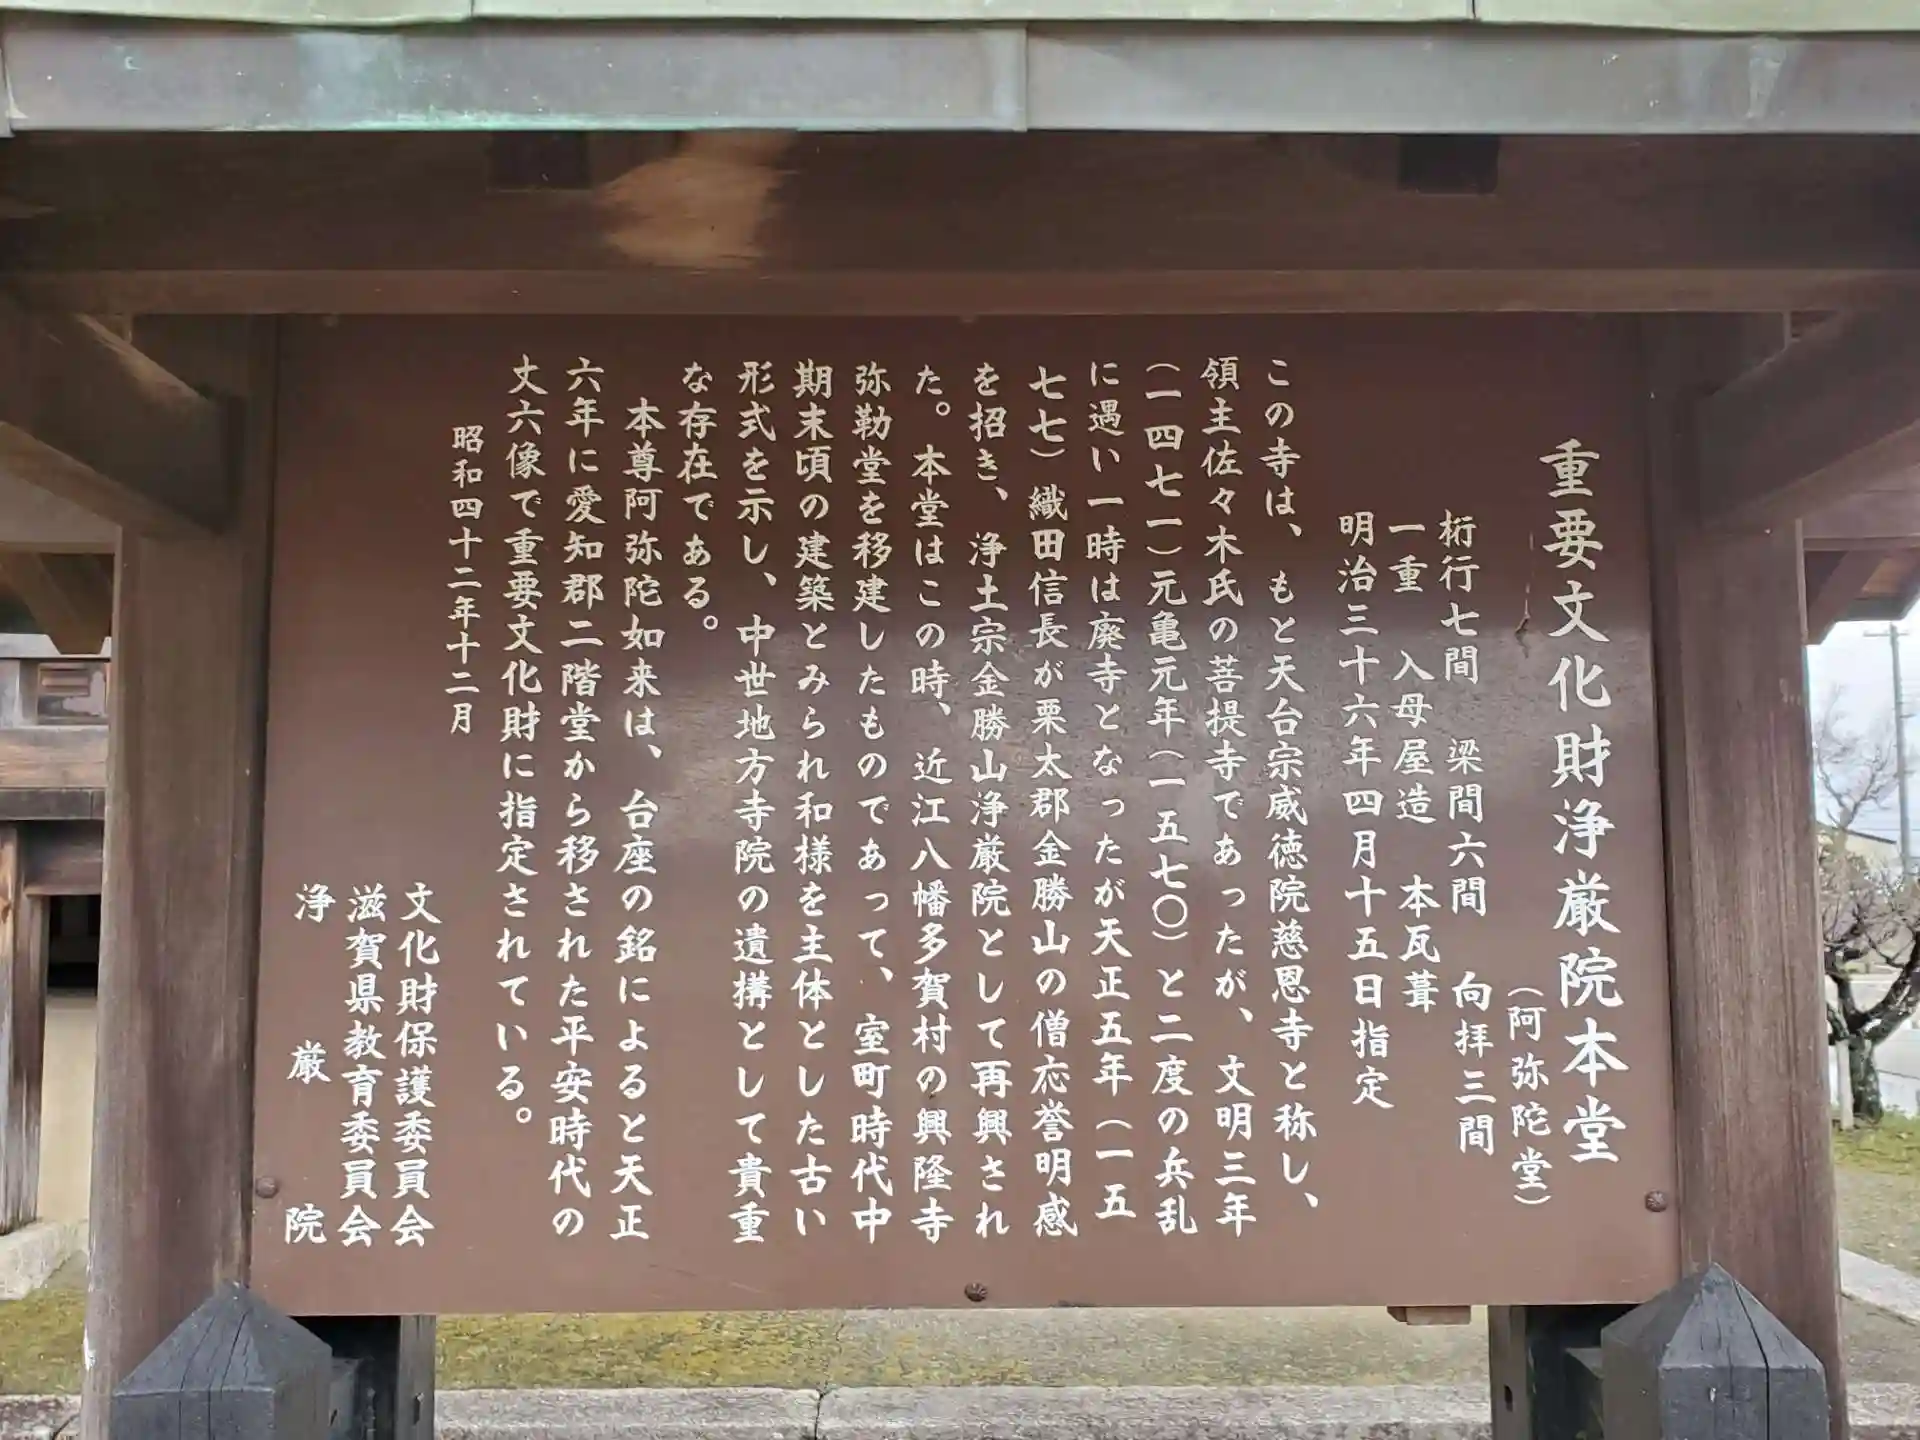 重要文化財浄厳院本堂
（阿弥陀堂）
桁行七間　梁間六間　向拝三間
一重　入母屋造　本瓦葺
明治三十六年四月十五日指定
この寺は、もと天台宗威徳院慈恩寺と称し、
領主佐々木氏の菩提寺であったが、文明三年
（一四七一）元亀元年（一五七〇）と二度の兵乱
に遇い一時は廃寺となったが天正五年（一五
七七）織田信長が栗太郡金勝山の僧応誉明感
を招き、浄土宗金勝山浄厳院として再興され
た。本堂はこの時、近江八幡多賀村の興隆寺
弥勒堂を移建したものであって、室町時代中
期末頃の建築とみられ和様を主体とした古い
形式を示し、中世地方寺院の遺構として貴重
な存在である。
本尊阿弥陀如来は、台座の銘によると天正
六年に愛知郡二階堂から移された平安時代の
丈六像で重要文化財に指定されている。
昭和四十二年十二月
文化財保護委員会
滋賀県教育委員会
浄厳院